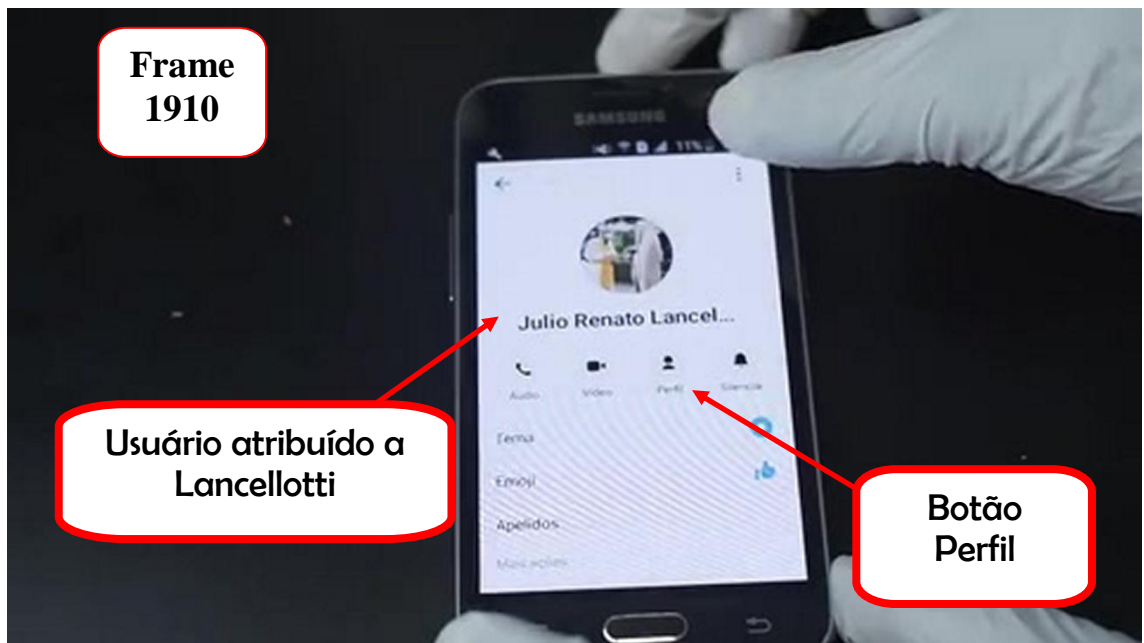 Frame
1910
SAMSUNG
11%
Julio Renato Lancel...
Áudio
Vídeo
Perfil
Silenciar
Tema
Emoji
Apelidos
Mais ações
Usuário atribuído a
Lancellotti
Botão
Perfil